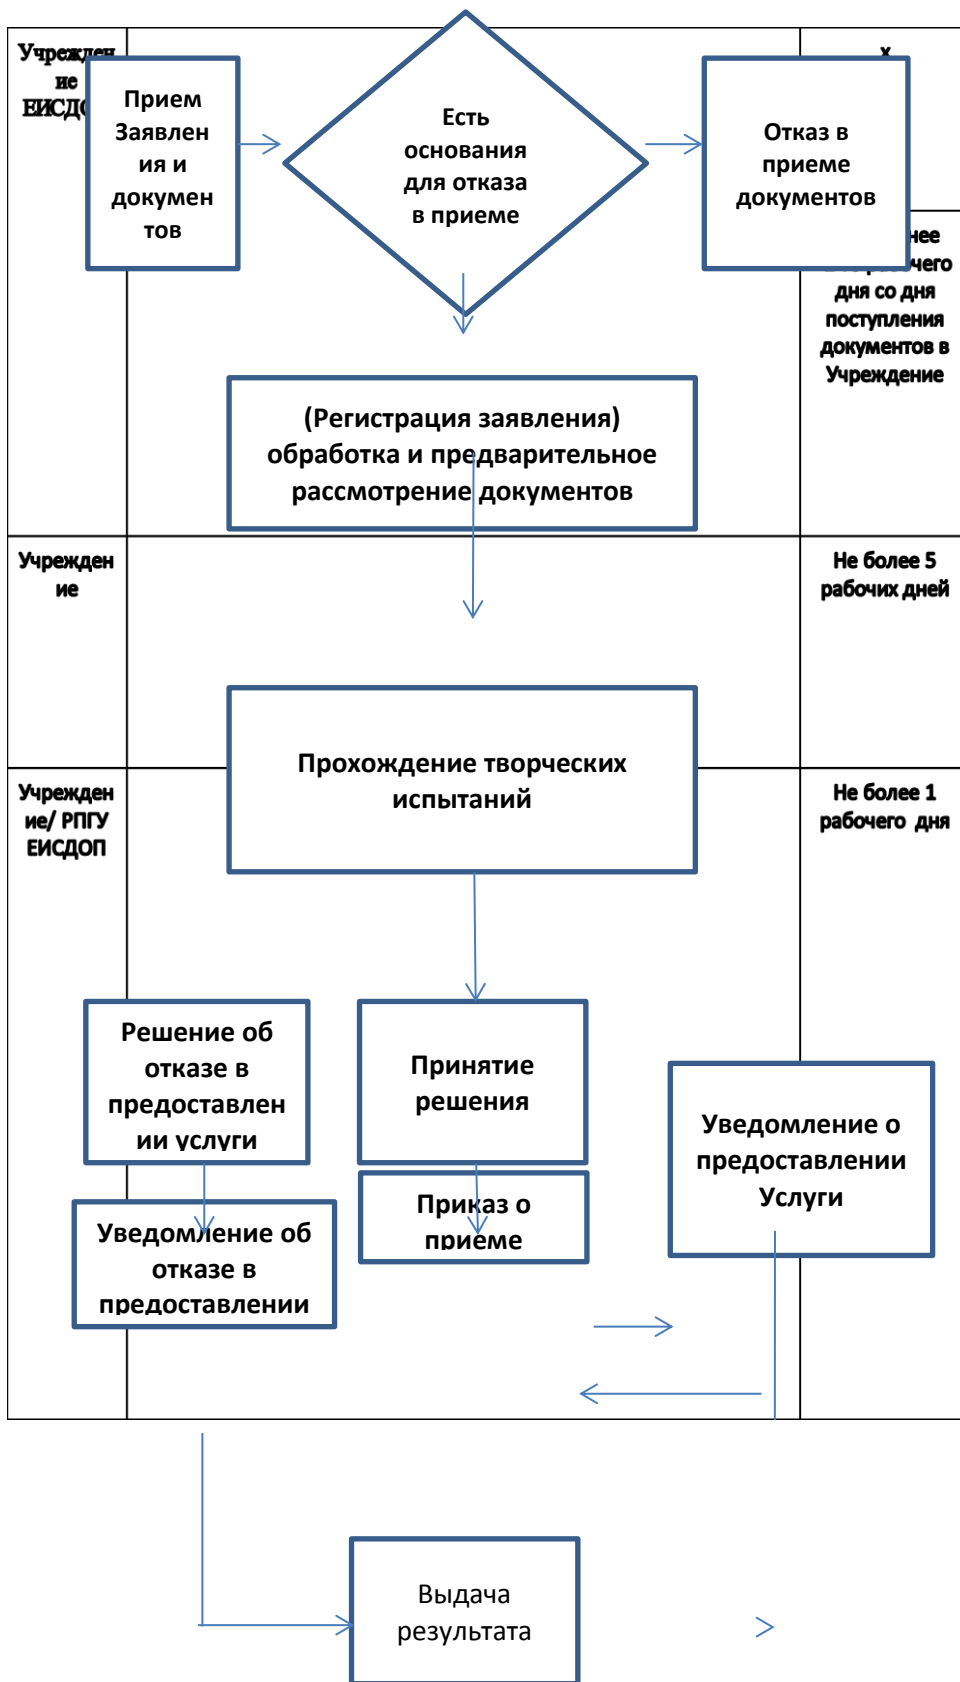 Учрежден
ие
ЕИСДО
Прием
Заявлен
ия и
докумен
тов
Есть
основания
для отказа
в приеме
Отказ в
приеме
документов
дня со дня
поступления
документов в
Учреждение
(Регистрация заявления)
обработка и предварительное
рассмотрение документов
Учрежден
ие
Не более 5
рабочих дней
Прохождение творческих
испытаний
Учрежден
ие/ РПГУ
ЕИСДОП
Не более 1
рабочего дня
Решение об
отказе в
предоставлен
ии услуги
Принятие
решения
Уведомление о
предоставлении
Услуги
Приказ о
приеме
Уведомление об
отказе в
предоставлении
Выдача
результата